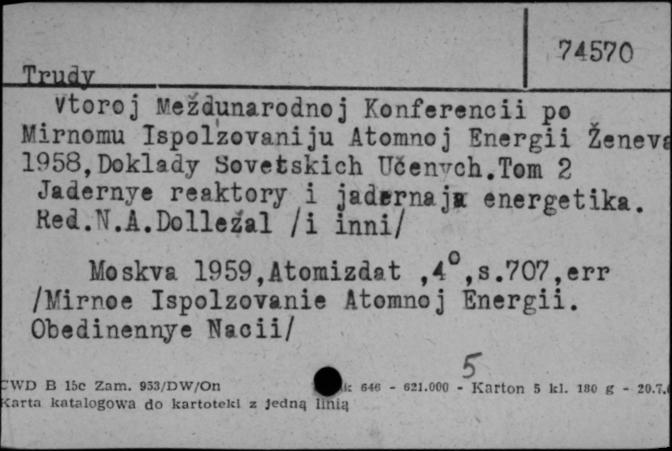 74570
Trudy
Vtoroj Meždunarodnoj Konferencii po
Mirnomu Ispolzovaniju Atomnoj Energii Ženeva
1958,Doklady Sovetskich Učenych.Tom 2
Jadernye reaktory i jadernaja energetika.
Red.N.A.Dolležal /i inni/
Moskva 1959,Atomizdat ,4°,s.707,err
/Mirnoe Ispolzovanie Atomnoj Energii.
Obedinennye Nacii/
5
CWD B 15c Zam. 953/DW/On k 646 - 621.000 - Karton 5 kl. 180 g - 20.7.
Karta katalogowa do kartoteki z jedną linią